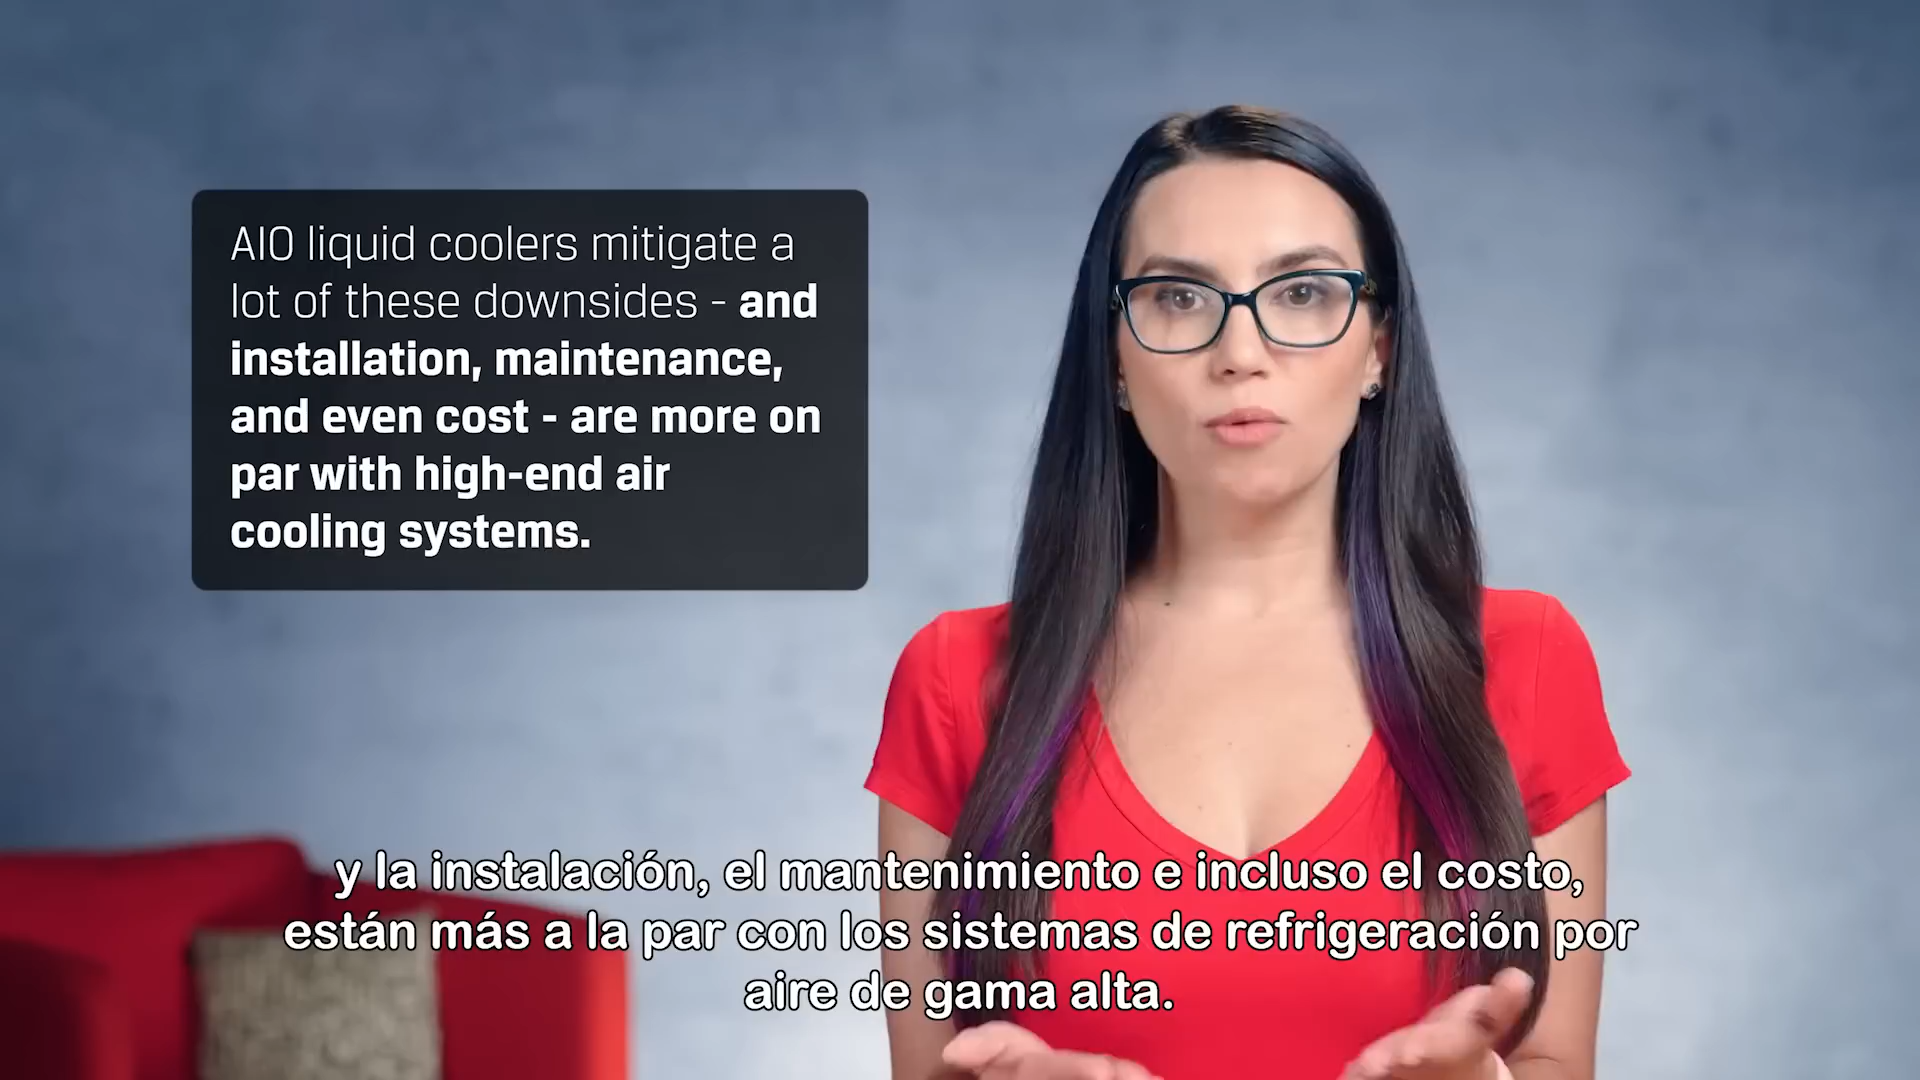 AIO liquid coolers mitigate a
lot of these downsides - and
installation, maintenance,
and even cost - are more on
par with high-end air
cooling systems.
y la instalación, el mantenimiento e incluso el costo,
están más a la par con los sistemas de refrigeración por
aire de gama alta.